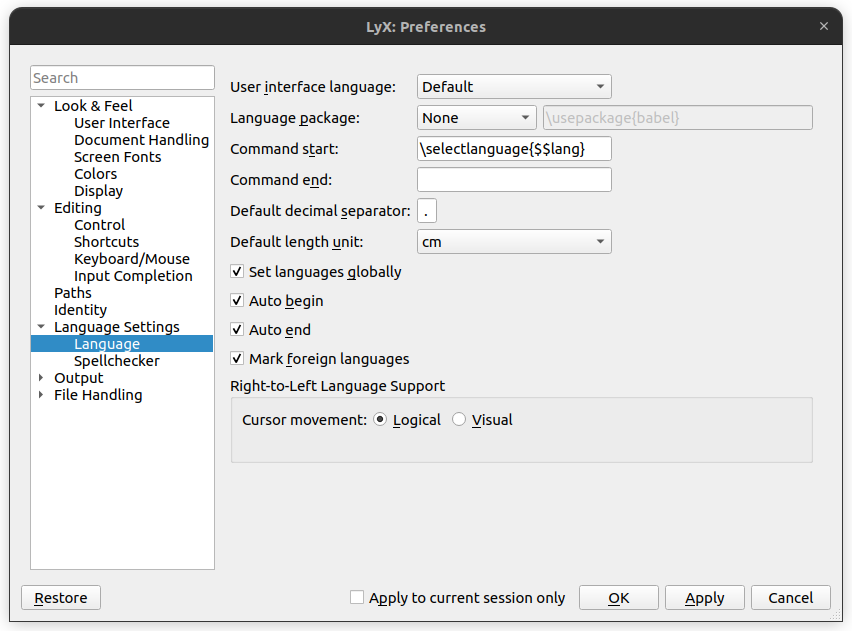 LyX: Preferences
Search
Look & Feel
User Interface
Document Handling
Screen Fonts
Colors
Display
Editing
Control
Shortcuts
Keyboard/Mouse
Input Completion
Paths
Identity
Language Settings
Language
Spellchecker
Output
File Handling
User interface language: Default
Language package: None \usepackage{babel}
Command start: \selectlanguage{$$lang}
Command end:
Default decimal separator: .
Default length unit: cm
Set languages globally
Auto begin
Auto end
Mark foreign languages
Right-to-Left Language Support
Cursor movement: Logical Visual
Restore
Apply to current session only
OK
Apply
Cancel